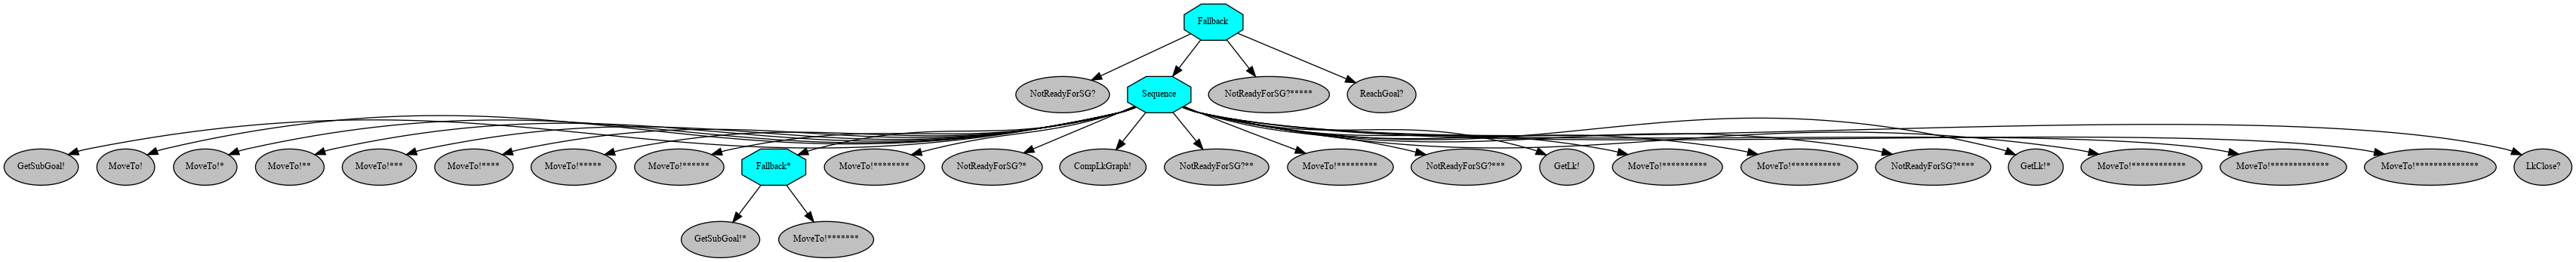 Fallback
NotReadyForSG?
Sequence
NotReadyForSG?*****
ReachGoal?
GetSubGoal!
MoveTo!
MoveTo!*
MoveTo!**
MoveTo!***
MoveTo!****
MoveTo!*****
MoveTo!******
Fallback*
MoveTo!********
NotReadyForSG?*
CompLkGraph!
NotReadyForSG?**
MoveTo!*********
NotReadyForSG?***
GetLk!
MoveTo!**********
MoveTo!***********
NotReadyForSG?****
GetLk!*
MoveTo!************
MoveTo!*************
MoveTo!**************
LkClose?
GetSubGoal!*
MoveTo!*******